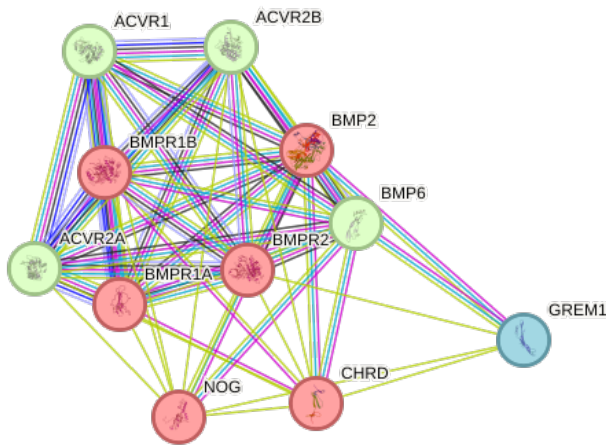 ACVR1
ACVR2B
BMP2
BMPR1B
BMP6
ACVR2A
BMPR2
BMPR1A
GREM1
CHRD
NOG